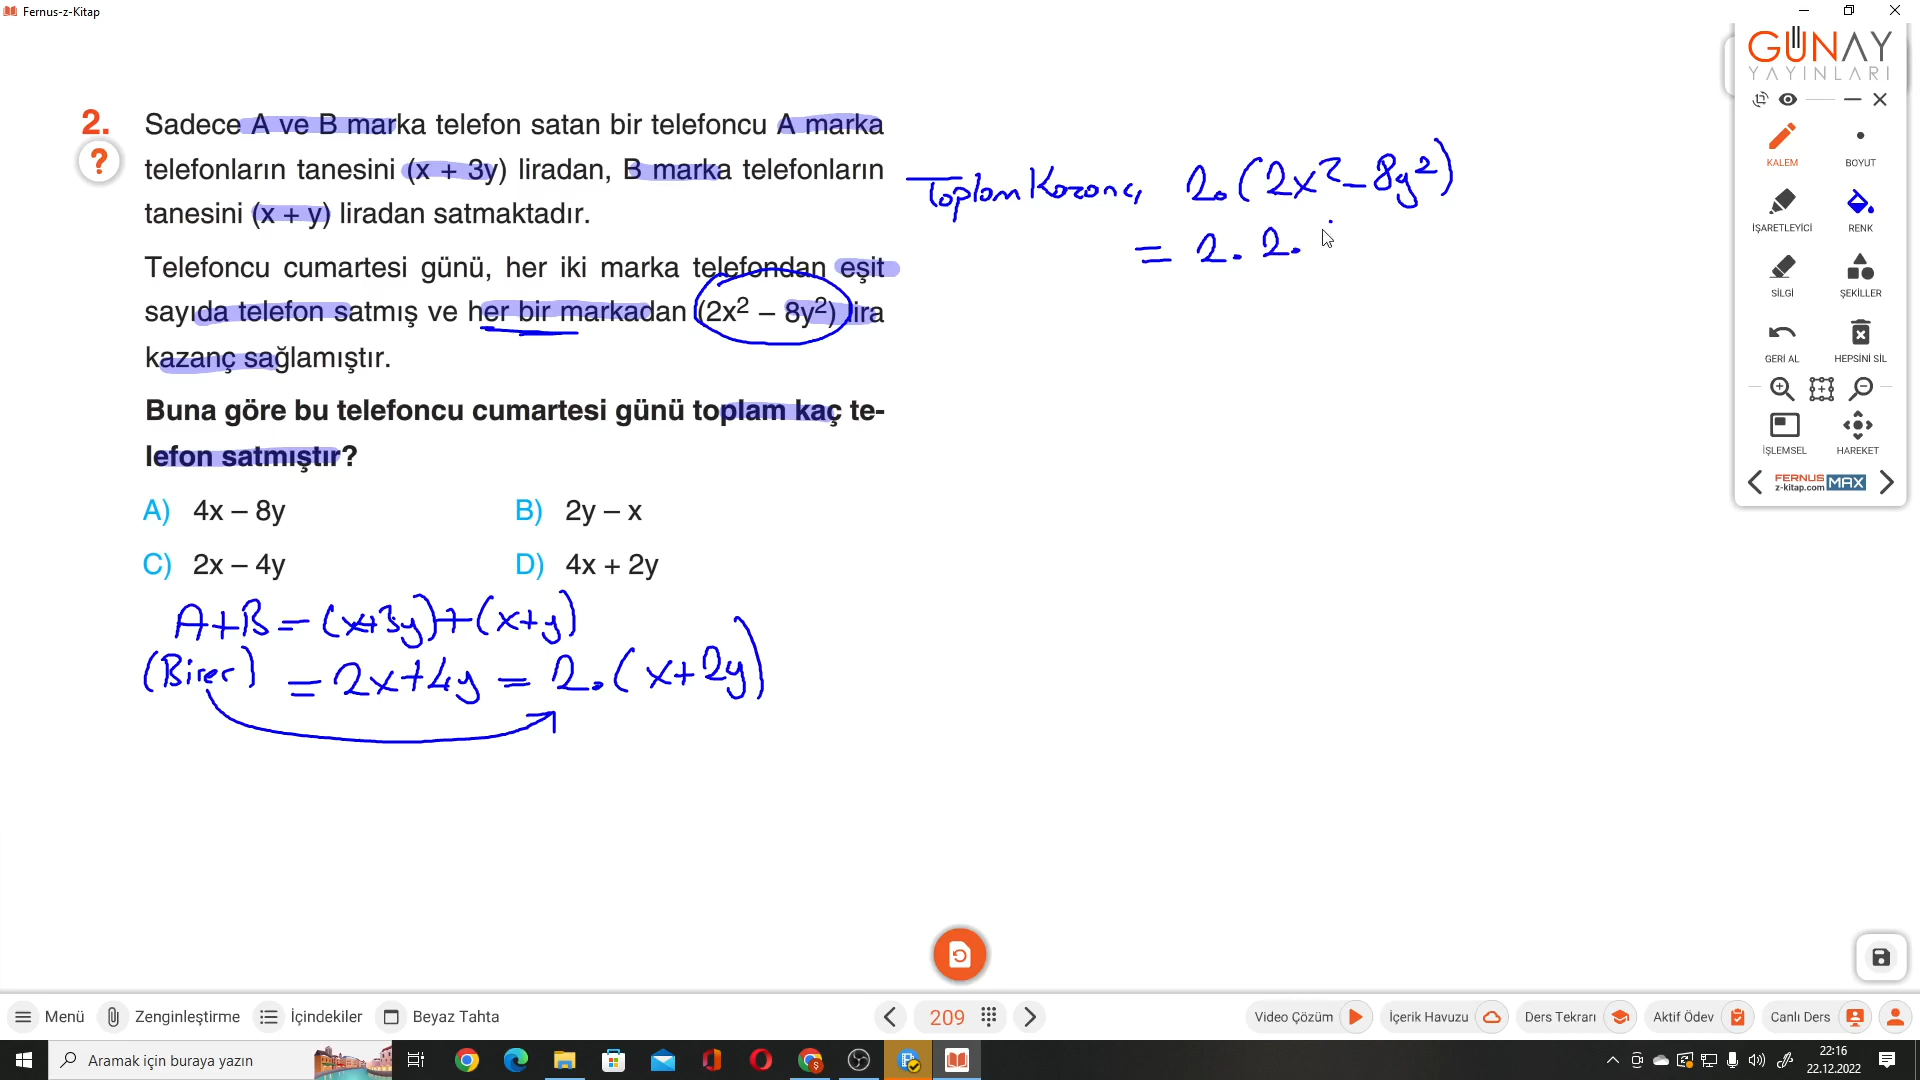 Fernus-z-Kitap
GÜNAY
YAYINLARI
2. Sadece A ve B marka telefon satan bir telefoncu A marka
? telefonların tanesini (x + 3y) liradan, B marka telefonların
tanesini (x + y) liradan satmaktadır.
Telefoncu cumartesi günü, her iki marka telefondan eşit
sayıda telefon satmış ve her bir markadan (2x² – 8y²) lira
kazanç sağlamıştır.
Buna göre bu telefoncu cumartesi günü toplam kaç te-
lefon satmıştır?
A) 4x – 8y B) 2y – x
C) 2x – 4y D) 4x + 2y
A+B=(x+3y)+(x+y)
(Birer) = 2x+4y = 2.(x+2y)
Toplam Kazanç 2.(2x²-8y²)
= 2. 2.
KALEM BOYUT
İŞARETLEYİCİ RENK
SİLGİ ŞEKİLLER
GERİ AL HEPSİNİ SİL
İŞLEMSEL HAREKET
FERNUS
z-kitap.com MAX
Menü Zenginleştirme İçindekiler Beyaz Tahta 209 Video Çözüm İçerik Havuzu Ders Tekrarı Aktif Ödev Canlı Ders
Aramak için buraya yazın
22:16
22.12.2022